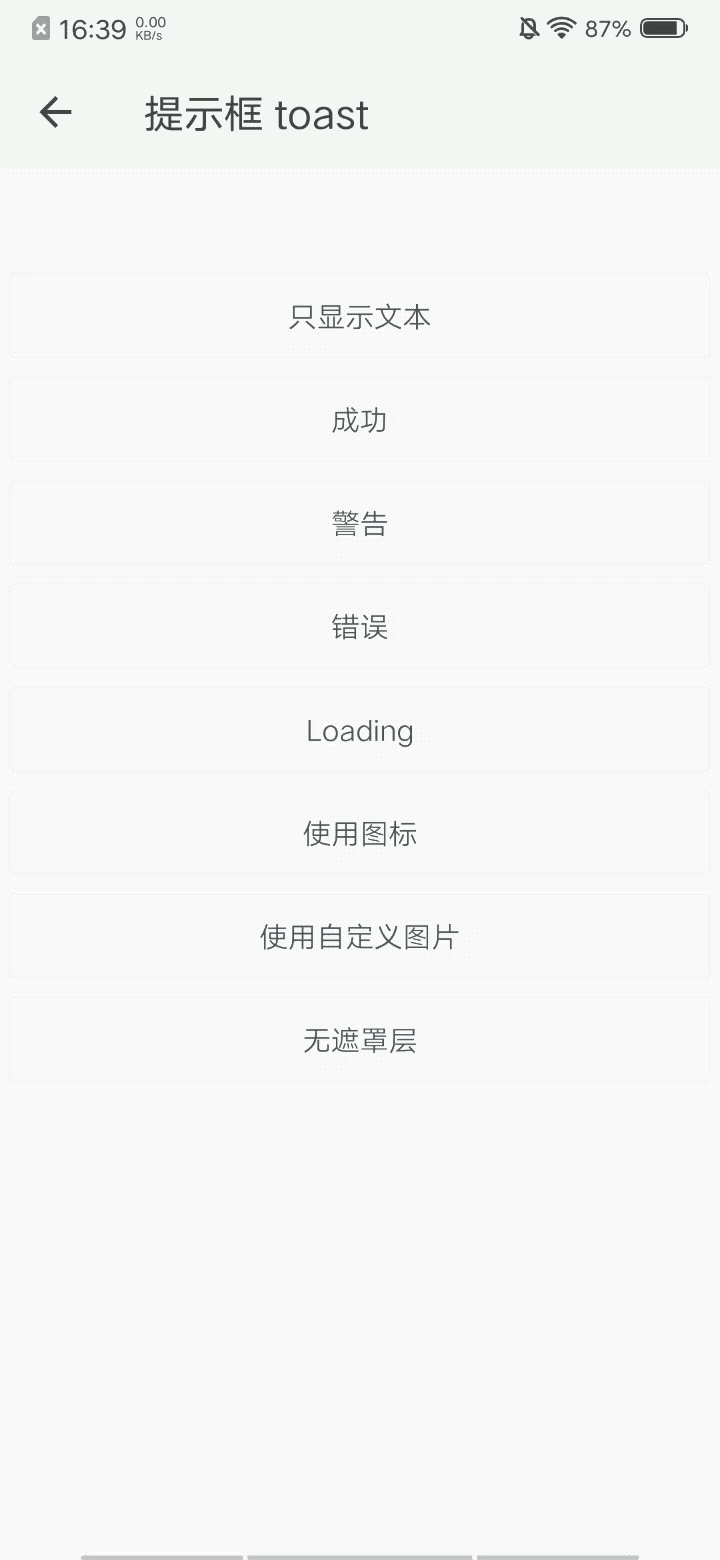 16:39 0.00 KB/s 87%
提示框 toast
只显示文本
成功
警告
错误
Loading
使用图标
使用自定义图片
无遮罩层